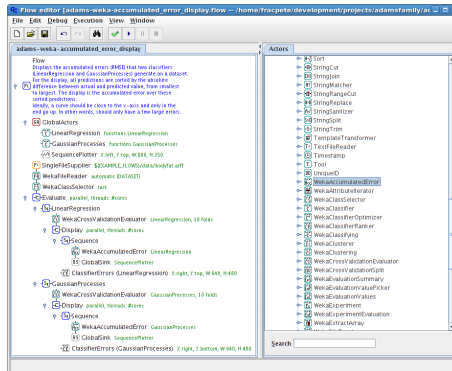 Flow editor [adams-weka-accumulated_error_display.flow -- /home/fracpete/development/projects/adamsfamily/ac
File Edit Debug Execution View Window
adams-weka-accumulated_error_display
Flow
Displays the accumulated errors (RMSE) that two classifiers
(LinearRegression and GaussianProcesses) generate on a dataset.
For the display, all predictions are sorted by the absolute
difference between actual and predicted value, from smallest
to largest. The display is the accumulated error over these
sorted predictions.
Ideally, a curve should be close to the x-axis and only in the
end go up. In other words, should only have a few large errors.
GlobalActors
LinearRegression functions.LinearRegression
GaussianProcesses functions.GaussianProcesses
SequencePlotter X:left, Y:top, W:800, H:350
SingleFileSupplier ${EXAMPLE_FLOWS}/data/bodyfat.arff
WekaFileReader automatic [DATASET]
WekaClassSelector last
Evaluate parallel, threads:#cores
LinearRegression
WekaCrossValidationEvaluator LinearRegression, 10 folds
Display parallel, threads:#cores
Sequence
WekaAccumulatedError LinearRegression
GlobalSink SequencePlotter
ClassifierErrors (LinearRegression) X:right, Y:top, W:640, H:480
GaussianProcesses
WekaCrossValidationEvaluator GaussianProcesses, 10 folds
Display parallel, threads:#cores
Sequence
WekaAccumulatedError GaussianProcesses
GlobalSink SequencePlotter
ClassifierErrors (GaussianProcesses) X:right, Y:bottom, W:640, H:480
Actors
Sort
StringCut
StringJoin
StringMatcher
StringRangeCut
StringReplace
StringSanitizer
StringSplit
StringTrim
TemplateTransformer
TextFileReader
Timestamp
Tool
UniqueID
WekaAccumulatedError
WekaAttributeIterator
WekaClassSelector
WekaClassifier
WekaClassifierOptimizer
WekaClassifierRanker
WekaClassifying
WekaClusterer
WekaClustering
WekaCrossValidationEvaluator
WekaCrossValidationSplit
WekaEvaluationSummary
WekaEvaluationValuePicker
WekaEvaluationValues
WekaExperiment
WekaExperimentEvaluation
WekaExtractArray
Search